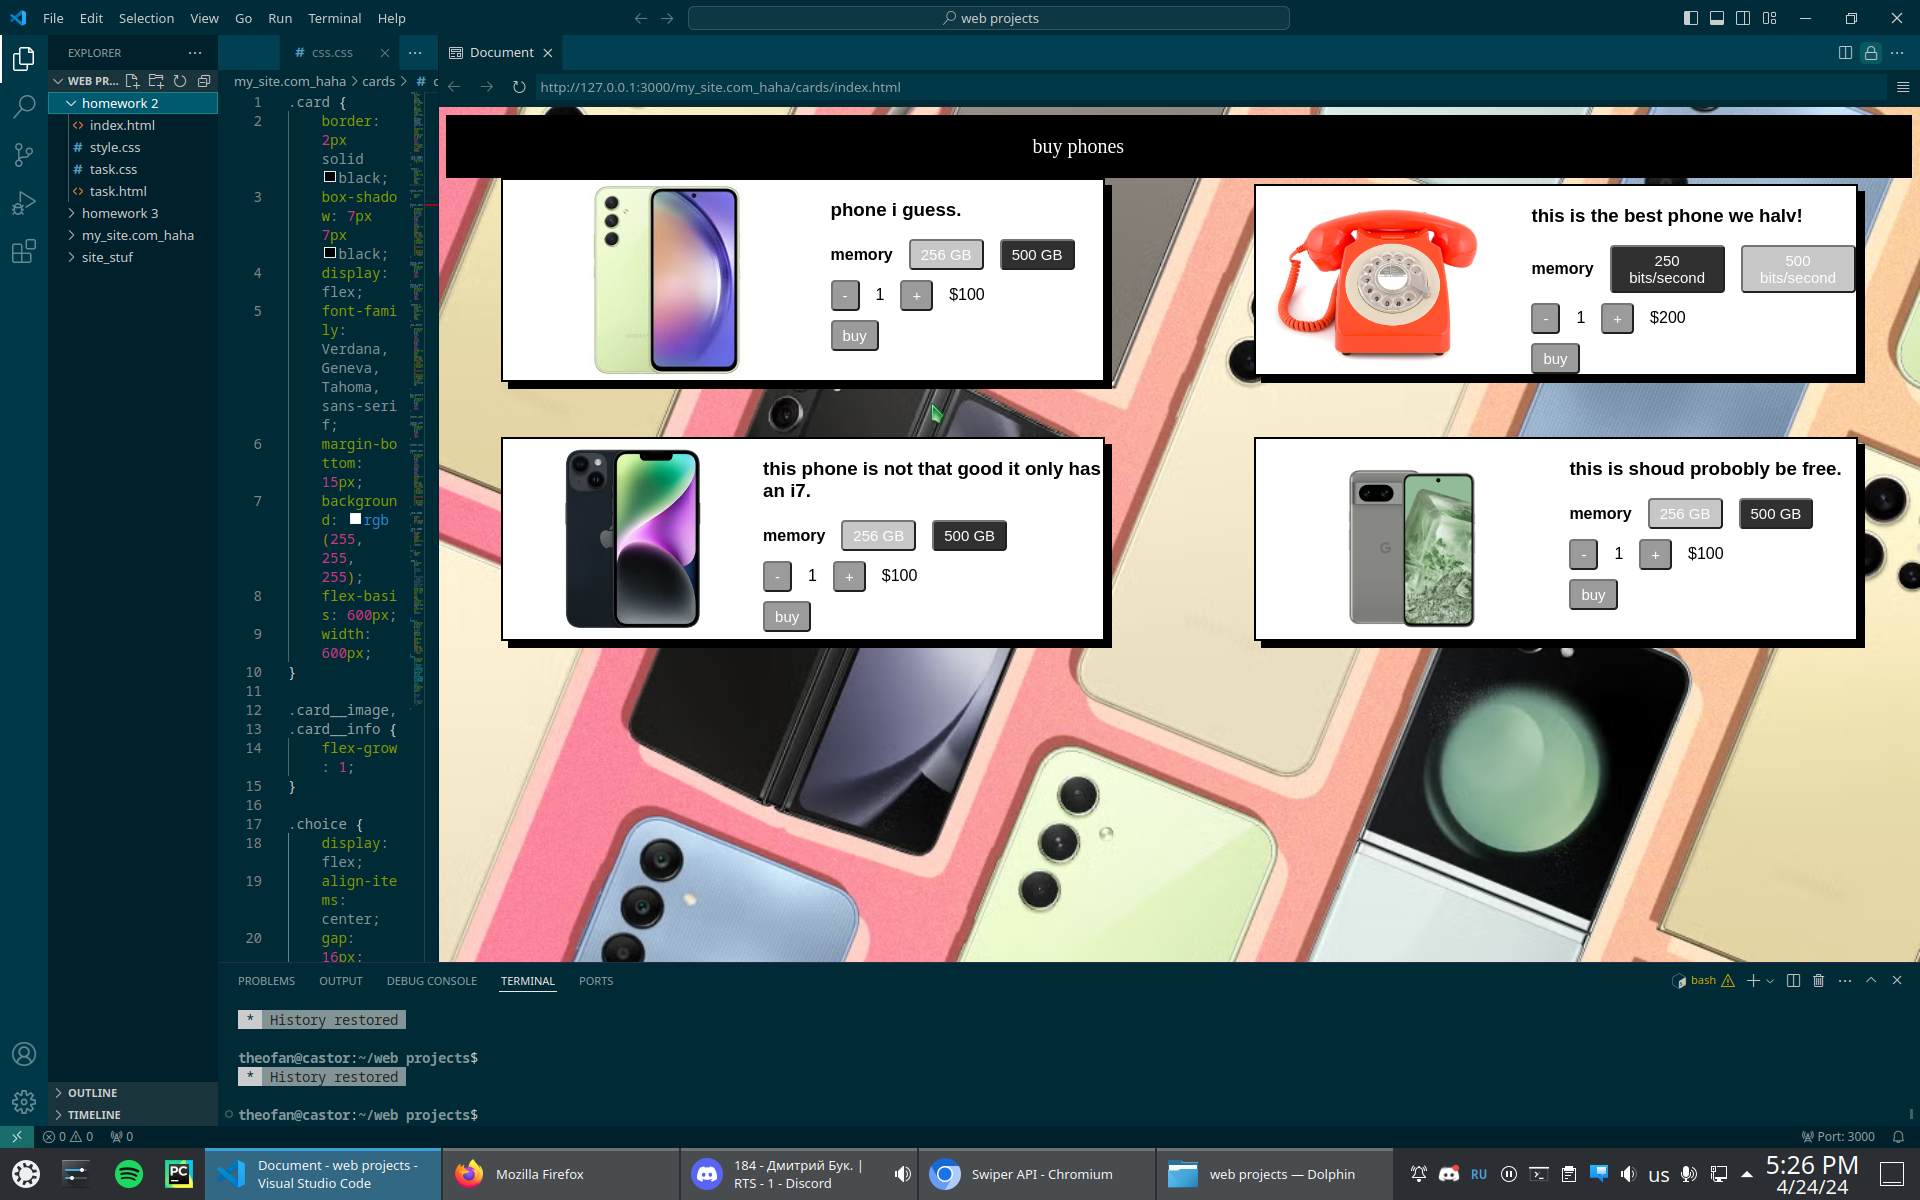 File Edit Selection View Go Run Terminal Help
web projects
EXPLORER
css.css
Document
WEB PR...
my_site.com_haha > cards > # c
http://127.0.0.1:3000/my_site.com_haha/cards/index.html
homework 2
index.html
style.css
task.css
task.html
homework 3
my_site.com_haha
site_stuf
OUTLINE
TIMELINE
1 .card {
2 border:
2px
solid
black;
3 box-shado
w: 7px
7px
black;
4 display:
flex;
5 font-fami
ly:
Verdana,
Geneva,
Tahoma,
sans-seri
f;
6 margin-bo
ttom:
15px;
7 backgroun
d: rgb
(255,
255,
255);
8 flex-basi
s: 600px;
9 width:
600px;
10 }
11
12 .card__image,
13 .card__info {
14 flex-grow
: 1;
15 }
16
17 .choice {
18 display:
flex;
19 align-ite
ms:
center;
20 gap:
16px;
buy phones
phone i guess.
memory 256 GB 500 GB
- 1 + $100
buy
this is the best phone we halv!
memory 250 bits/second 500 bits/second
- 1 + $200
buy
this phone is not that good it only has
an i7.
memory 256 GB 500 GB
- 1 + $100
buy
this is shoud probobly be free.
memory 256 GB 500 GB
- 1 + $100
buy
PROBLEMS OUTPUT DEBUG CONSOLE TERMINAL PORTS
bash
* History restored
theofan@castor:~/web projects$
* History restored
theofan@castor:~/web projects$
0 0 0
Port: 3000
Document - web projects -
Visual Studio Code
Mozilla Firefox
184 - Дмитрий Бук. |
RTS - 1 - Discord
Swiper API - Chromium
web projects — Dolphin
RU
us
5:26 PM
4/24/24